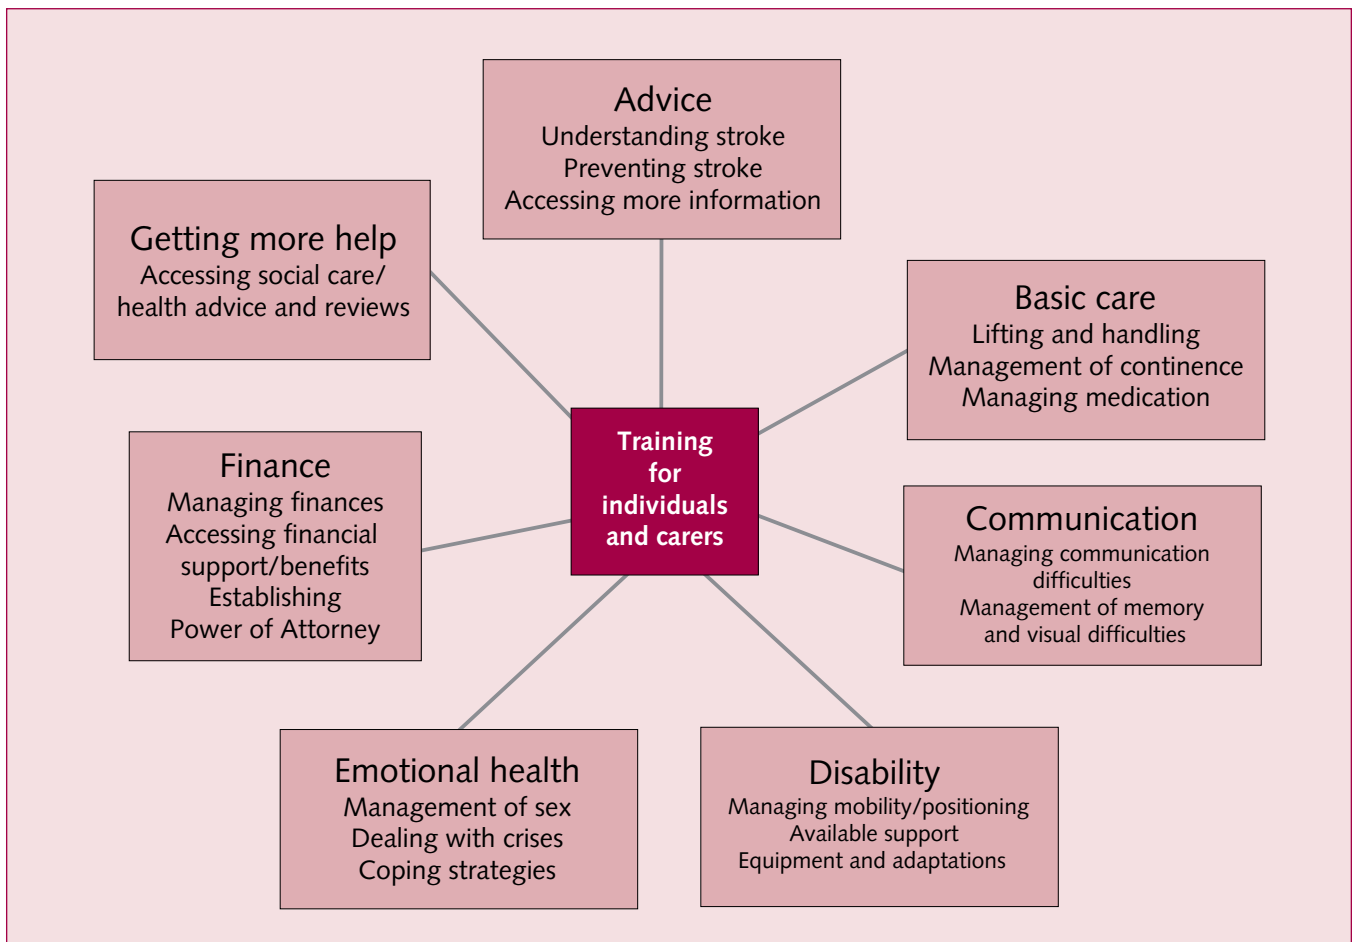 Advice
Understanding stroke
Preventing stroke
Accessing more information
Getting more help
Accessing social care/
health advice and reviews
Basic care
Lifting and handling
Management of continence
Managing medication
Training
for
individuals
and carers
Finance
Managing finances
Accessing financial
support/benefits
Establishing
Power of Attorney
Communication
Managing communication
difficulties
Management of memory
and visual difficulties
Emotional health
Management of sex
Dealing with crises
Coping strategies
Disability
Managing mobility/positioning
Available support
Equipment and adaptations